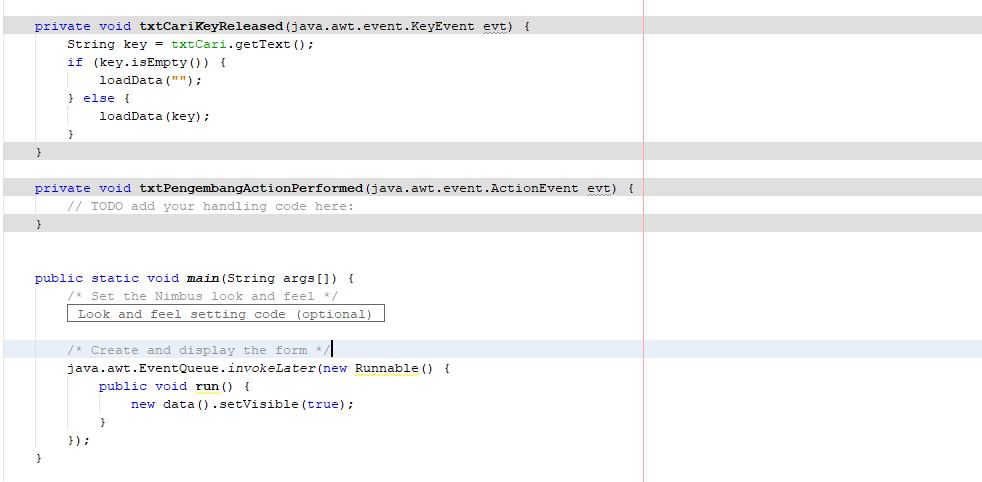 private void txtCariKeyReleased(java.awt.event.KeyEvent evt) {
String key = txtCari.getText();
if (key.isEmpty()) {
loadData("");
} else {
loadData(key);
}
}
private void txtPengembangActionPerformed(java.awt.event.ActionEvent evt) {
// TODO add your handling code here:
}
public static void main(String args[]) {
/* Set the Nimbus look and feel */
Look and feel setting code (optional)
/* Create and display the form */
java.awt.EventQueue.invokeLater(new Runnable() {
public void run() {
new data().setVisible(true);
}
});
}